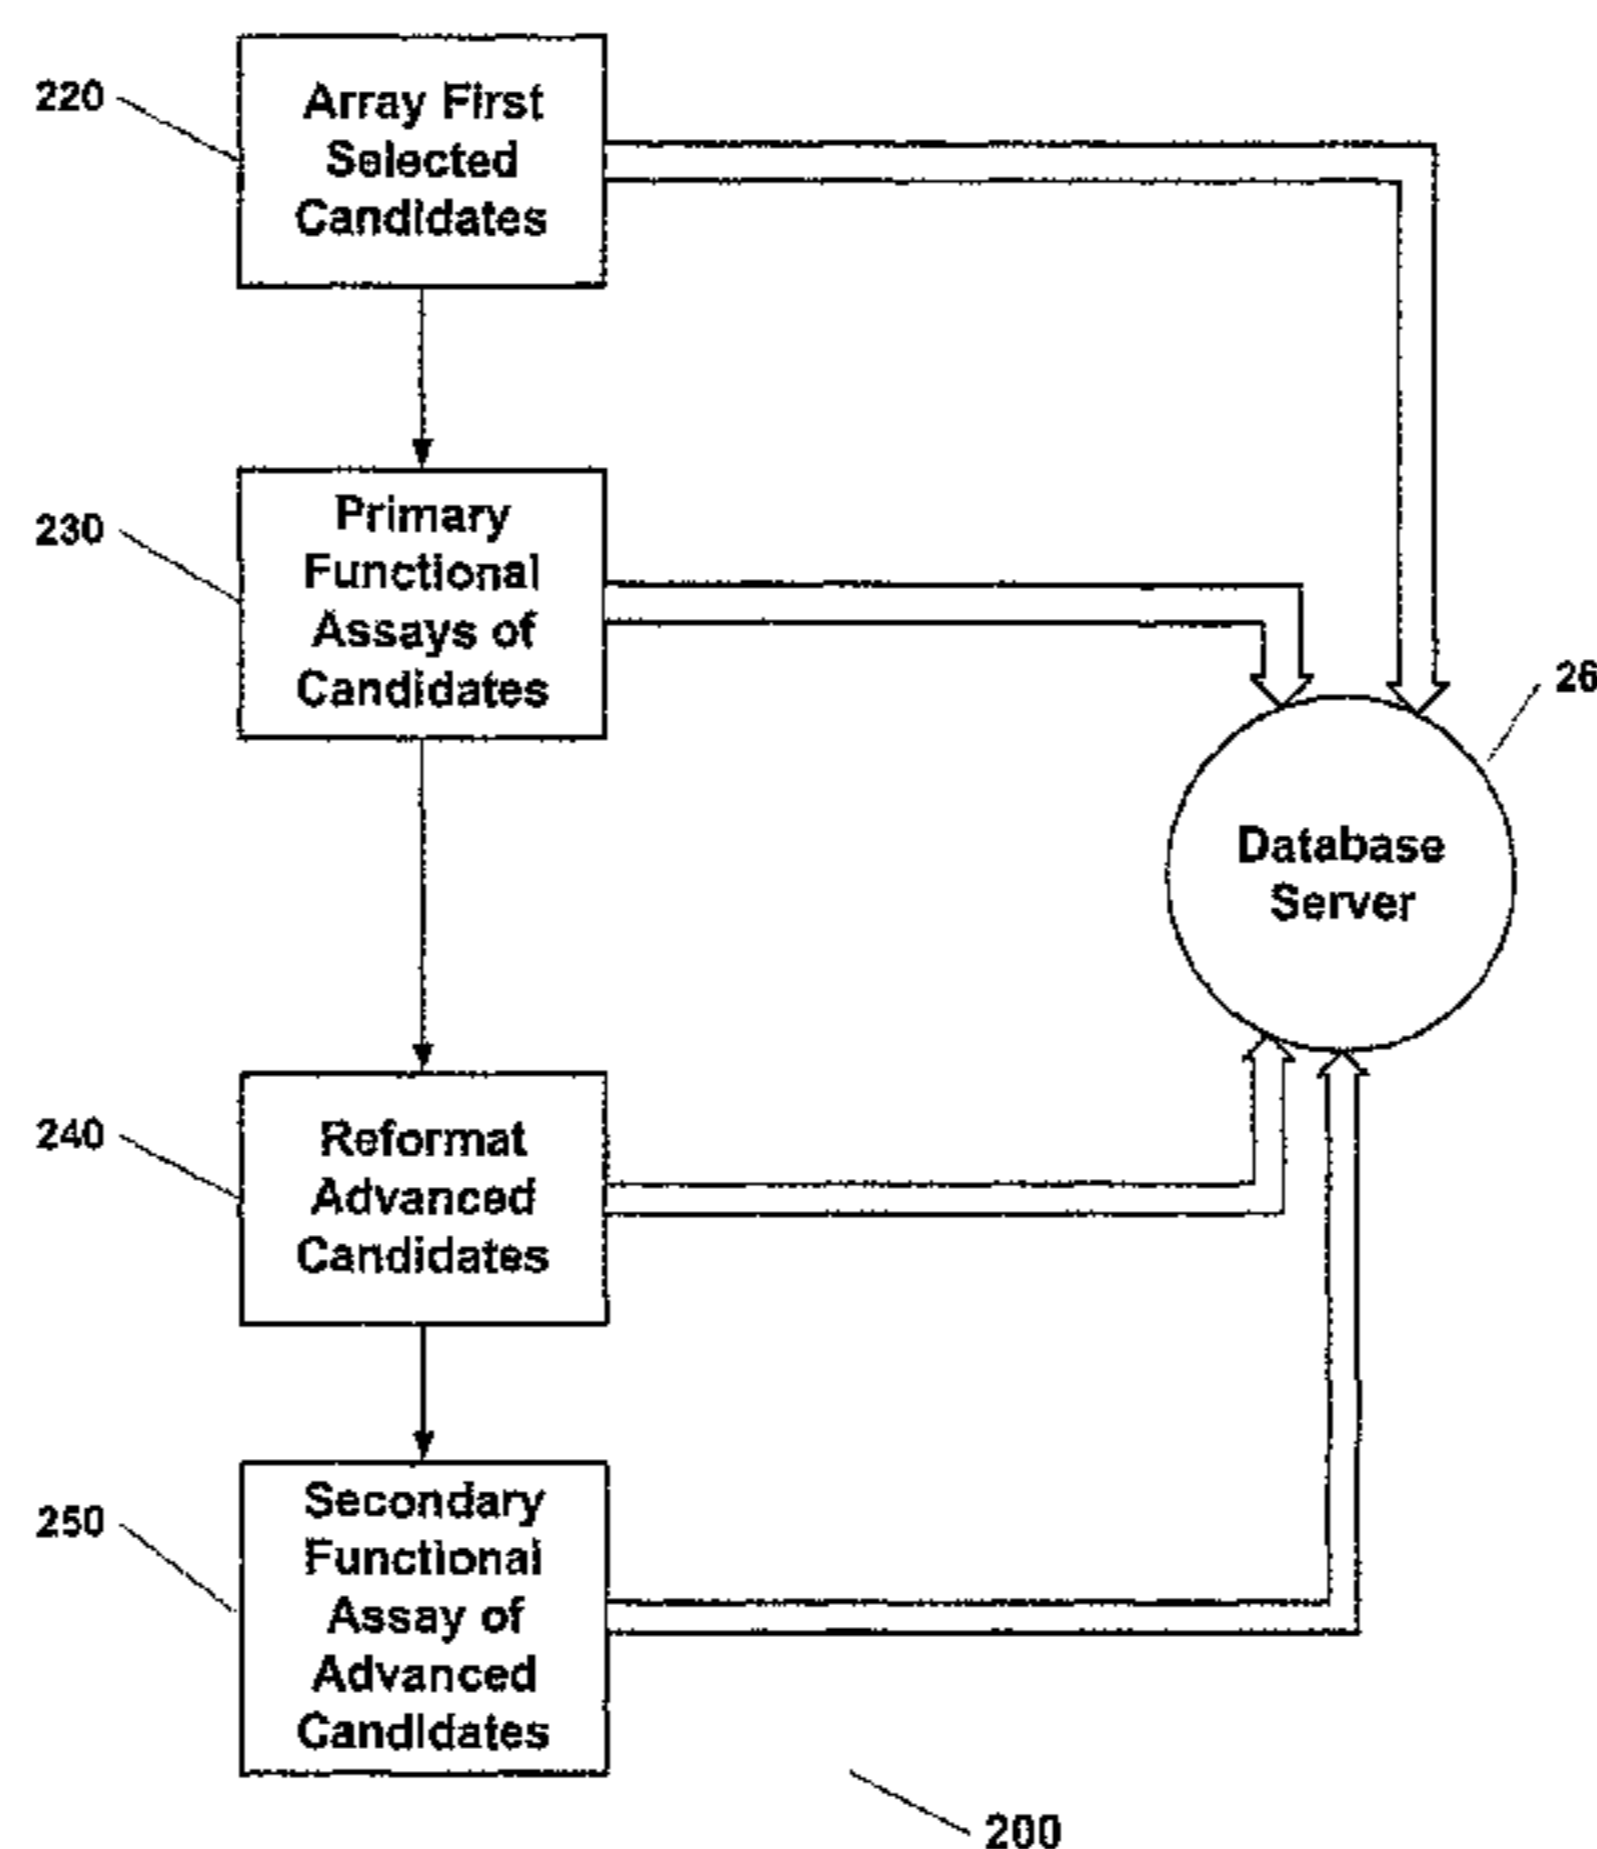 220
Array First
Selected
Candidates
230
Primary
Functional
Assays of
Candidates
26
Database
Server
240
Reformat
Advanced
Candidates
250
Secondary
Functional
Assay of
Advanced
Candidates
200